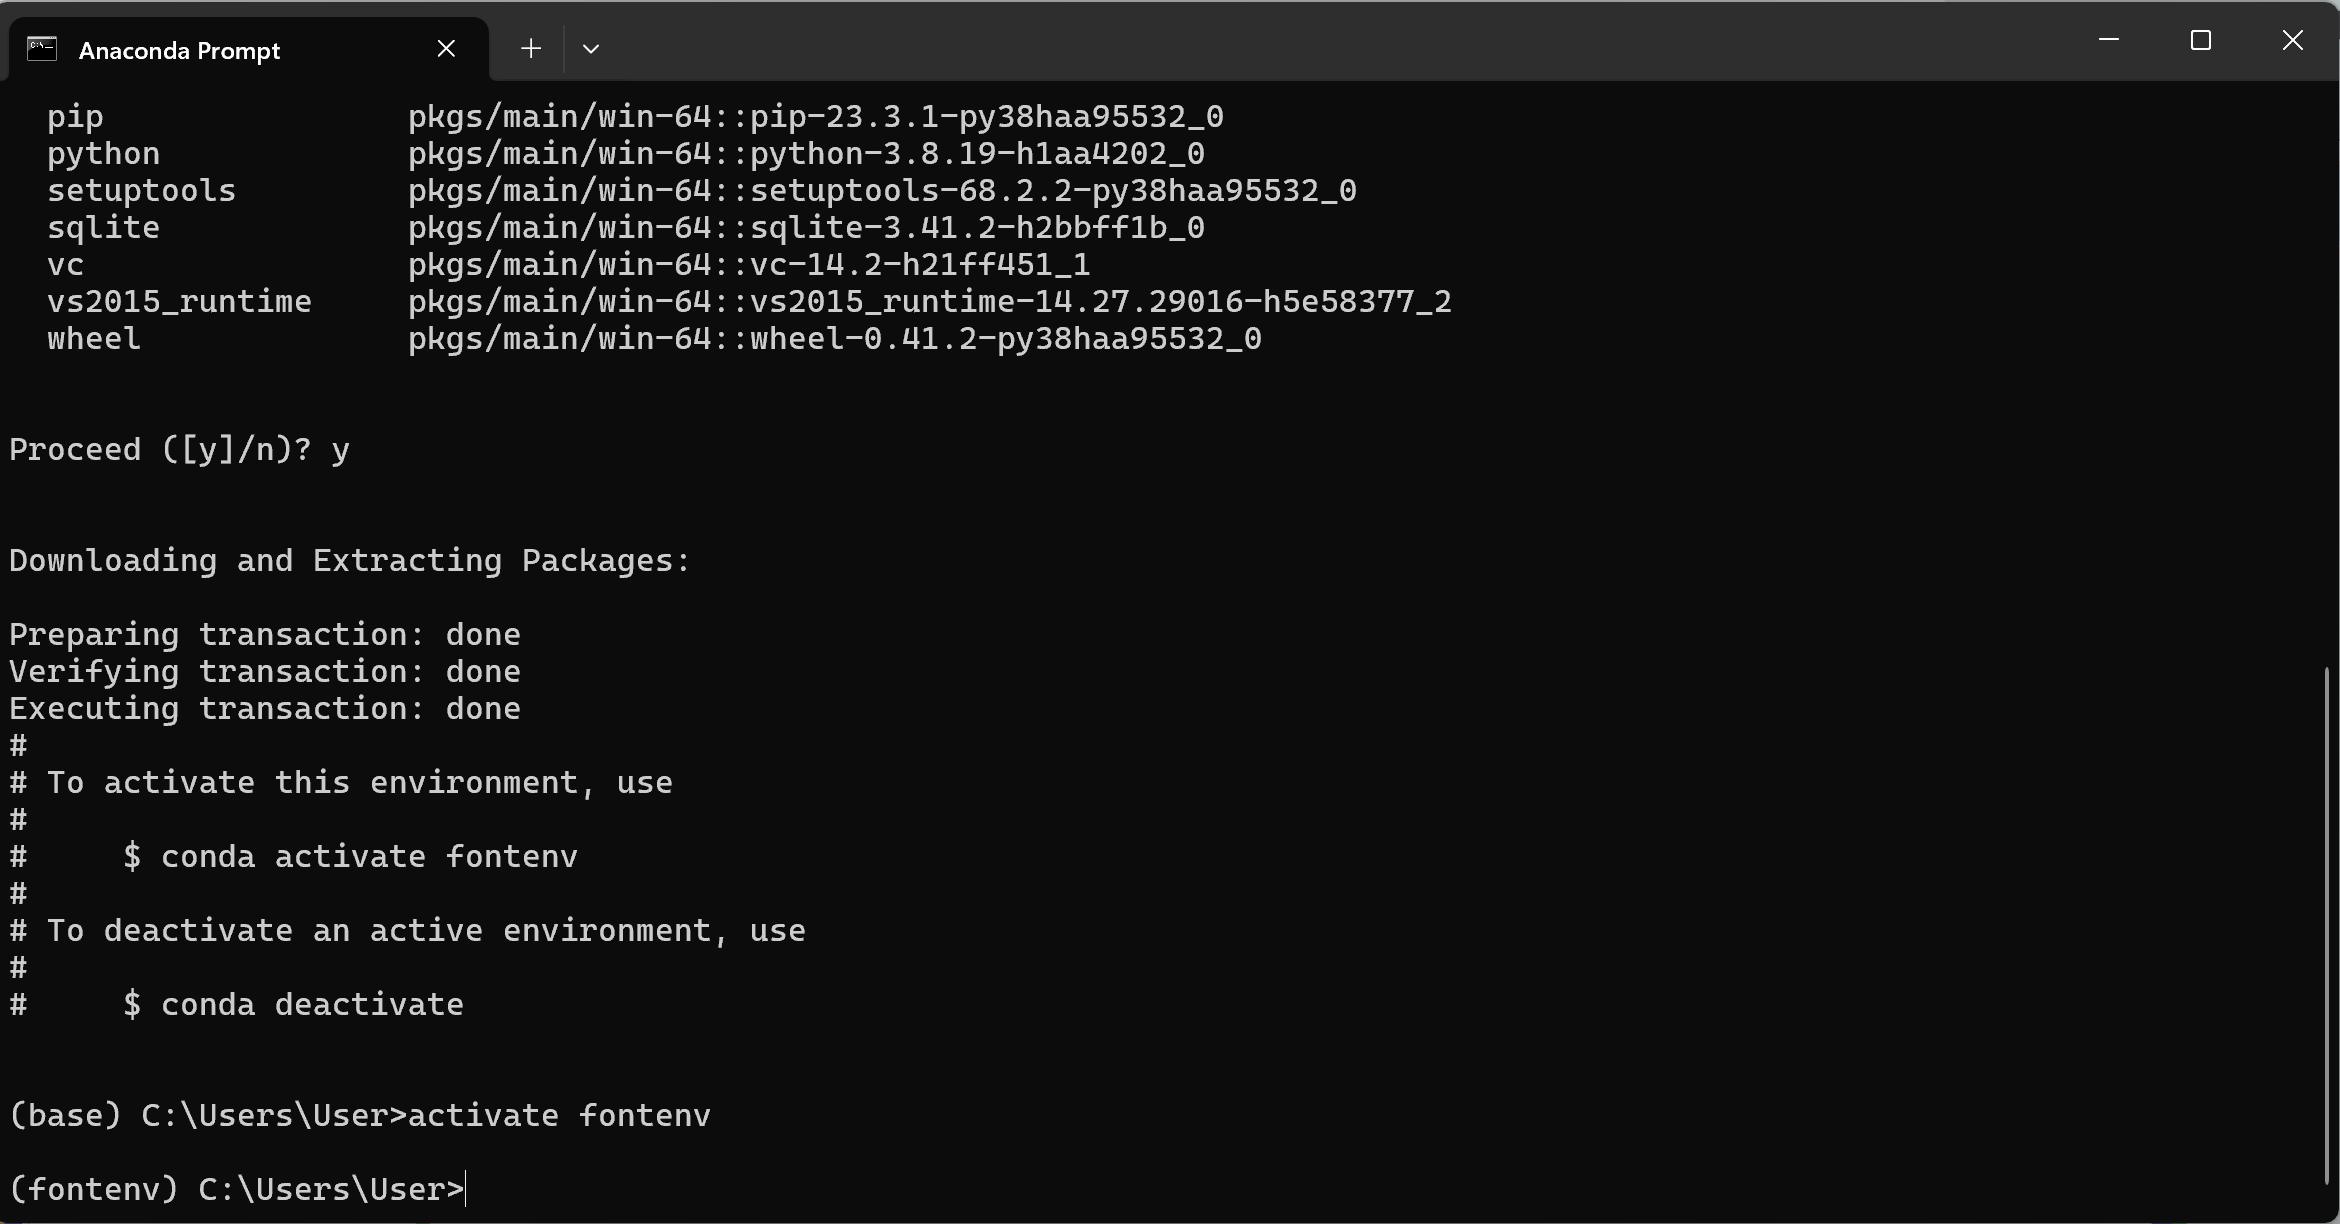 Anaconda Prompt
pip pkgs/main/win-64::pip-23.3.1-py38haa95532_0
python pkgs/main/win-64::python-3.8.19-h1aa4202_0
setuptools pkgs/main/win-64::setuptools-68.2.2-py38haa95532_0
sqlite pkgs/main/win-64::sqlite-3.41.2-h2bbff1b_0
vc pkgs/main/win-64::vc-14.2-h21ff451_1
vs2015_runtime pkgs/main/win-64::vs2015_runtime-14.27.29016-h5e58377_2
wheel pkgs/main/win-64::wheel-0.41.2-py38haa95532_0
Proceed ([y]/n)? y
Downloading and Extracting Packages:
Preparing transaction: done
Verifying transaction: done
Executing transaction: done
#
# To activate this environment, use
#
#     $ conda activate fontenv
#
# To deactivate an active environment, use
#
#     $ conda deactivate
(base) C:\Users\User>activate fontenv
(fontenv) C:\Users\User>